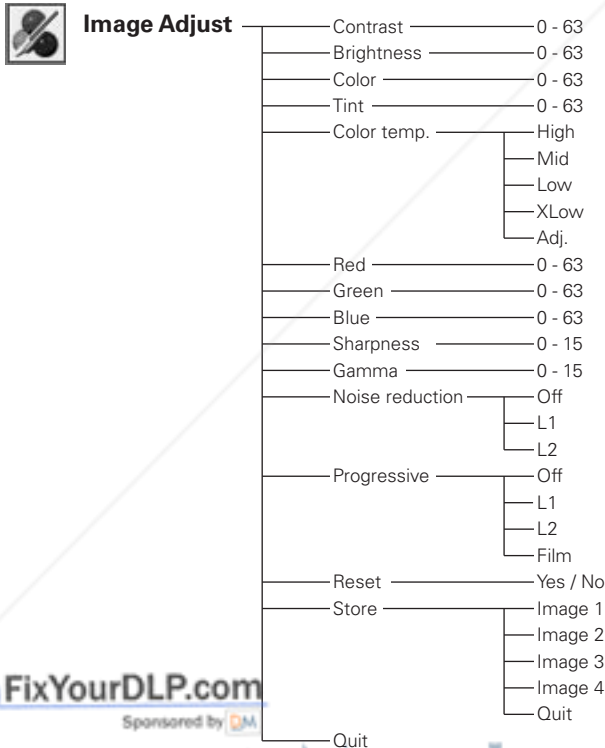 Image Adjust Contrast 0 - 63
Brightness 0 - 63
Color 0 - 63
Tint 0 - 63
Color temp. High
Mid
Low
XLow
Adj.
Red 0 - 63
Green 0 - 63
Blue 0 - 63
Sharpness 0 - 15
Gamma 0 - 15
Noise reduction Off
L1
L2
Progressive Off
L1
L2
Film
Reset Yes / No
Store Image 1
Image 2
Image 3
Image 4
Quit
Quit
FixYourDLP.com
Sponsored by DM